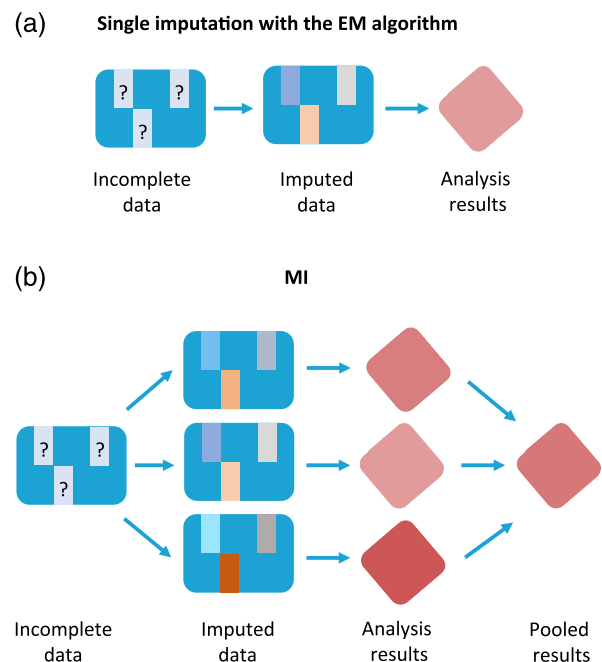 (a)
Single imputation with the EM algorithm
? ?
?
Incomplete
data
Imputed
data
Analysis
results
(b)
MI
? ?
?
Incomplete
data
Imputed
data
Analysis
results
Pooled
results